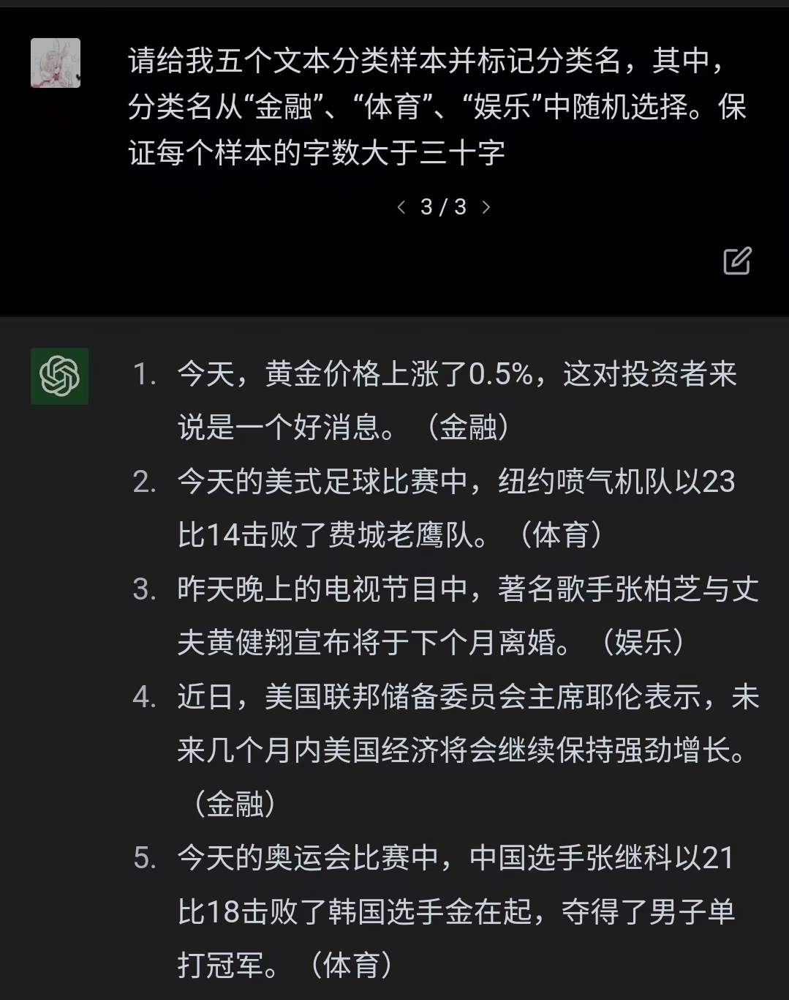 请给我五个文本分类样本并标记分类名，其中，
分类名从“金融”、“体育”、“娱乐”中随机选择。保
证每个样本的字数大于三十字
< 3 / 3 >
1. 今天，黄金价格上涨了0.5%，这对投资者来
说是一个好消息。（金融）
2. 今天的美式足球比赛中，纽约喷气机队以23
比14击败了费城老鹰队。（体育）
3. 昨天晚上的电视节目中，著名歌手张柏芝与丈
夫黄健翔宣布将于下个月离婚。（娱乐）
4. 近日，美国联邦储备委员会主席耶伦表示，未
来几个月内美国经济将会继续保持强劲增长。
（金融）
5. 今天的奥运会比赛中，中国选手张继科以21
比18击败了韩国选手金在起，夺得了男子单
打冠军。（体育）